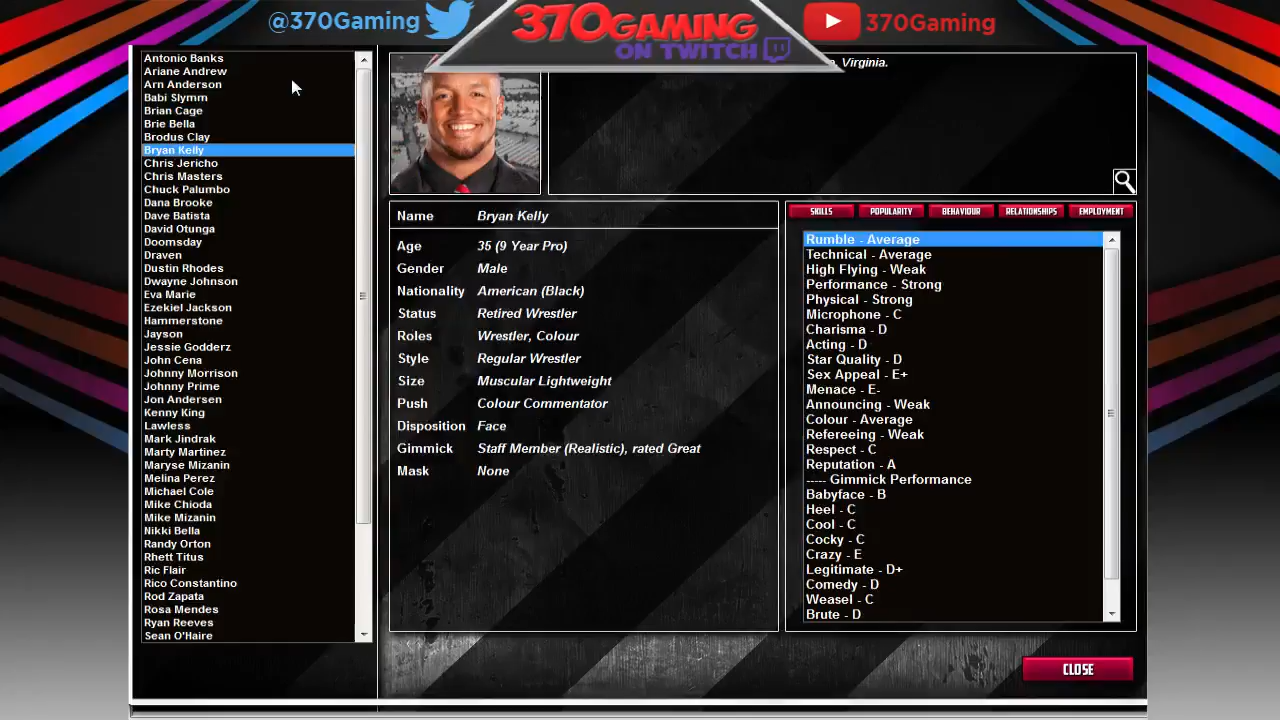 @370Gaming
370GAMING
ON TWITCH
370Gaming
Antonio Banks
Ariane Andrew
Arn Anderson
Babi Slymm
Brian Cage
Brie Bella
Brodus Clay
Bryan Kelly
Chris Jericho
Chris Masters
Chuck Palumbo
Dana Brooke
Dave Batista
David Otunga
Doomsday
Draven
Dustin Rhodes
Dwayne Johnson
Eva Marie
Ezekiel Jackson
Hammerstone
Jayson
Jessie Godderz
John Cena
Johnny Morrison
Johnny Prime
Jon Andersen
Kenny King
Lawless
Mark Jindrak
Marty Martinez
Maryse Mizanin
Melina Perez
Michael Cole
Mike Chioda
Mike Mizanin
Nikki Bella
Randy Orton
Rhett Titus
Ric Flair
Rico Constantino
Rod Zapata
Rosa Mendes
Ryan Reeves
Sean O'Haire
Virginia.
Name Bryan Kelly
Age 35 (9 Year Pro)
Gender Male
Nationality American (Black)
Status Retired Wrestler
Roles Wrestler, Colour
Style Regular Wrestler
Size Muscular Lightweight
Push Colour Commentator
Disposition Face
Gimmick Staff Member (Realistic), rated Great
Mask None
SKILLS POPULARITY BEHAVIOUR RELATIONSHIPS EMPLOYMENT
Rumble - Average
Technical - Average
High Flying - Weak
Performance - Strong
Physical - Strong
Microphone - C
Charisma - D
Acting - D
Star Quality - D
Sex Appeal - E+
Menace - E-
Announcing - Weak
Colour - Average
Refereeing - Weak
Respect - C
Reputation - A
----- Gimmick Performance
Babyface - B
Heel - C
Cool - C
Cocky - C
Crazy - E
Legitimate - D+
Comedy - D
Weasel - C
Brute - D
CLOSE